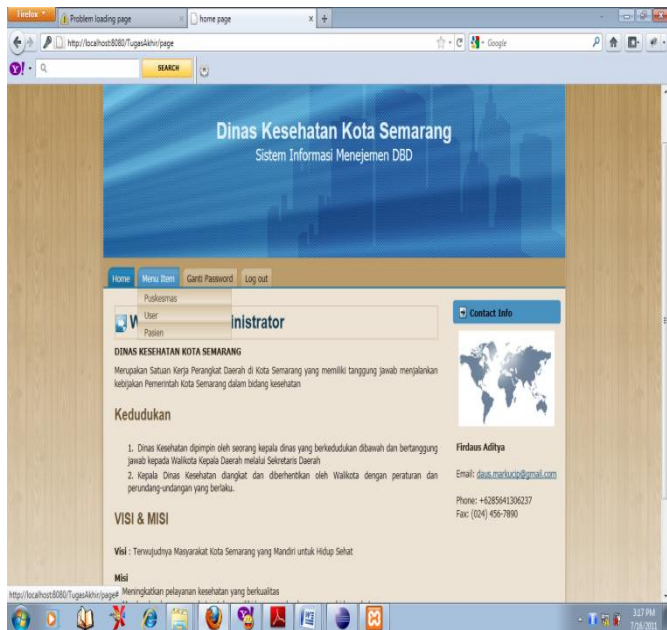 Firefox
Problem loading page
home page
http://localhost:8080/TugasAkhir/page
Google
SEARCH
Dinas Kesehatan Kota Semarang
Sistem Informasi Menejemen DBD
Home
Menu Item
Ganti Password
Log out
Puskesmas
User
Pasien
W
inistrator
Contact Info
DINAS KESEHATAN KOTA SEMARANG
Merupakan Satuan Kerja Perangkat Daerah di Kota Semarang yang memiliki tanggung jawab menjalankan
kebijakan Pemerintah Kota Semarang dalam bidang kesehatan
Kedudukan
1. Dinas Kesehatan dipimpin oleh seorang kepala dinas yang berkedudukan dibawah dan bertanggung
jawab kepada Walikota Kepala Daerah melalui Sekretaris Daerah
2. Kepala Dinas Kesehatan diangkat dan diberhentikan oleh Walikota dengan peraturan dan
perundang-undangan yang berlaku.
Firdaus Aditya
Email: daus.markucip@gmail.com
Phone: +6285641306237
Fax: (024) 456-7890
VISI & MISI
Visi : Terwujudnya Masyarakat Kota Semarang yang Mandiri untuk Hidup Sehat
Misi
Meningkatkan pelayanan kesehatan yang berkualitas
http://localhost:8080/TugasAkhir/page#
3:17 PM
7/16/2011